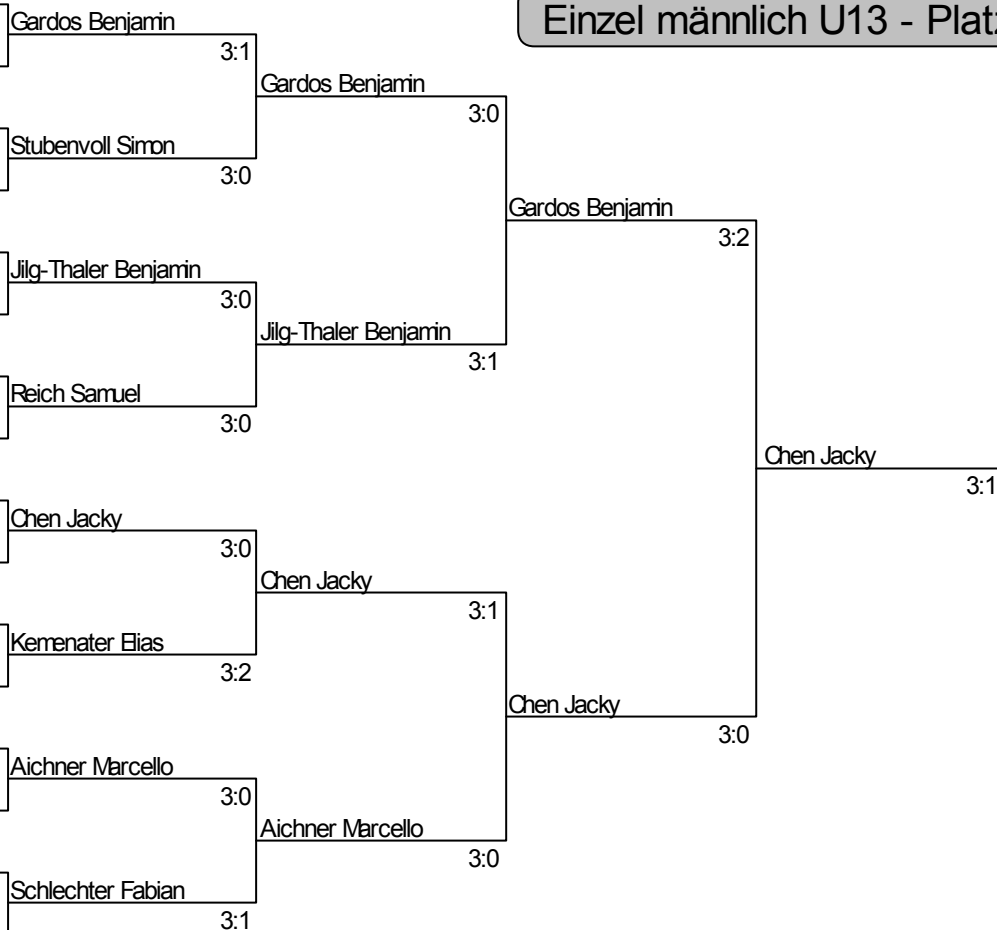 Einzel männlich U13 - Platz
Gardos Benjamin
3:1
Gardos Benjamin
3:0
Stubenvoll Simon
3:0
Gardos Benjamin
3:2
Jilg-Thaler Benjamin
3:0
Jilg-Thaler Benjamin
3:1
Reich Samuel
3:0
Chen Jacky
3:1
Chen Jacky
3:0
Chen Jacky
3:1
Kemenater Elias
3:2
Chen Jacky
3:0
Aichner Marcello
3:0
Aichner Marcello
3:0
Schlechter Fabian
3:1